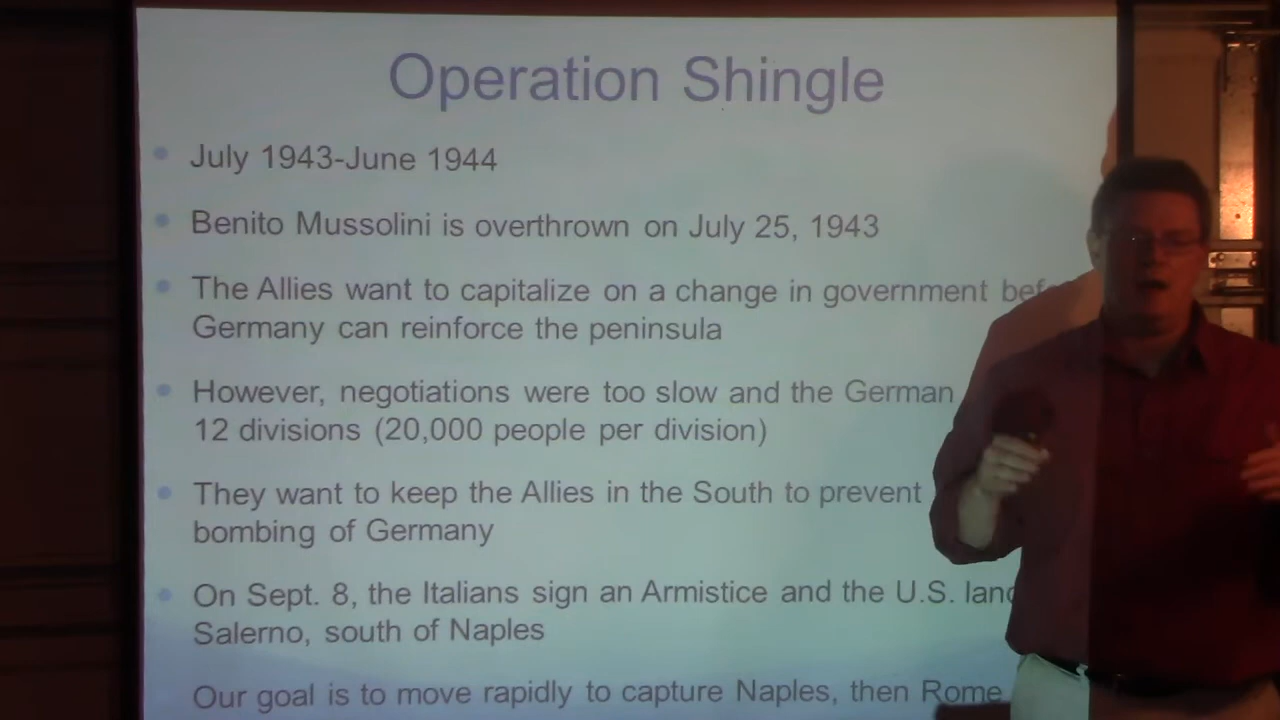 Operation Shingle
July 1943-June 1944
Benito Mussolini is overthrown on July 25, 1943
The Allies want to capitalize on a change in government
Germany can reinforce the peninsula
However, negotiations were too slow and the German
12 divisions (20,000 people per division)
They want to keep the Allies in the South to prevent
bombing of Germany
On Sept. 8, the Italians sign an Armistice and the U.S.
Salerno, south of Naples
Our goal is to move rapidly to capture Naples, then Rome